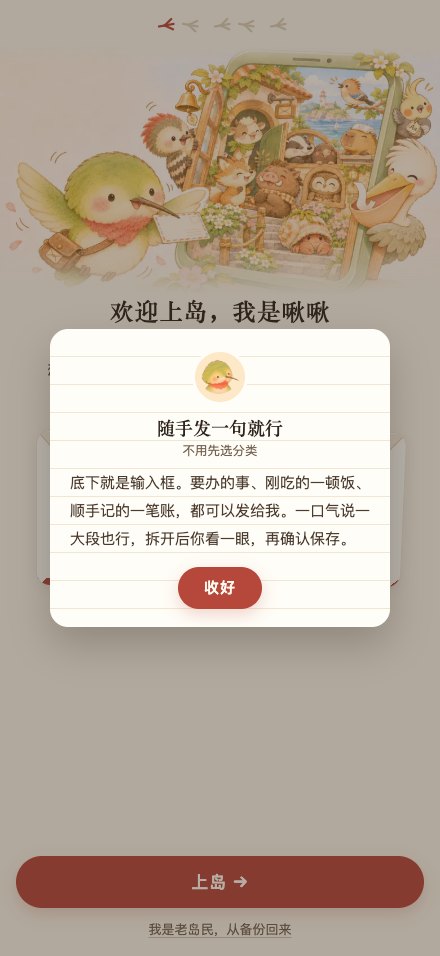 欢迎上岛，我是啾啾
随手发一句就行
不用先选分类
底下就是输入框。要办的事、刚吃的一顿饭、
顺手记的一笔账，都可以发给我。一口气说一
大段也行，拆开后你看一眼，再确认保存。
收好
上岛 →
我是老岛民，从备份回来